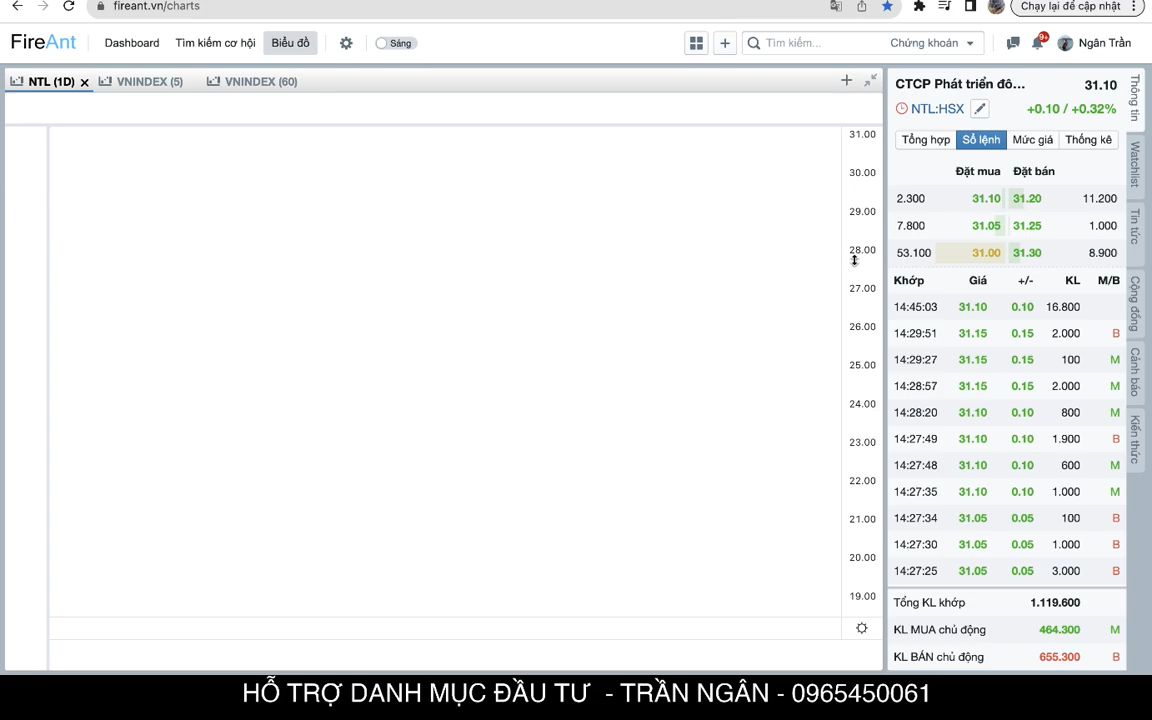 fireant.vn/charts
Chạy lại để cập nhật
FireAnt
Dashboard
Tìm kiếm cơ hội
Biểu đồ
Sáng
Tìm kiếm...
Chứng khoán
9+
Ngân Trần
NTL (1D)
VNINDEX (5)
VNINDEX (60)
31.00
30.00
29.00
28.00
27.00
26.00
25.00
24.00
23.00
22.00
21.00
20.00
19.00
CTCP Phát triển đô... 31.10
NTL:HSX +0.10 / +0.32%
Tổng hợp Sổ lệnh Mức giá Thống kê
Đặt mua Đặt bán
2.300 31.10 31.20 11.200
7.800 31.05 31.25 1.000
53.100 31.00 31.30 8.900
Khớp Giá +/- KL M/B
14:45:03 31.10 0.10 16.800
14:29:51 31.15 0.15 2.000 B
14:29:27 31.15 0.15 100 M
14:28:57 31.15 0.15 2.000 M
14:28:20 31.10 0.10 800 M
14:27:49 31.10 0.10 1.900 B
14:27:48 31.10 0.10 600 M
14:27:35 31.10 0.10 1.000 M
14:27:34 31.05 0.05 100 B
14:27:30 31.05 0.05 1.000 B
14:27:25 31.05 0.05 3.000 B
Tổng KL khớp 1.119.600
KL MUA chủ động 464.300 M
KL BÁN chủ động 655.300 B
Thông tin
Watchlist
Tin tức
Cộng đồng
Cảnh báo
Kiến thức
HỖ TRỢ DANH MỤC ĐẦU TƯ - TRẦN NGÂN - 0965450061